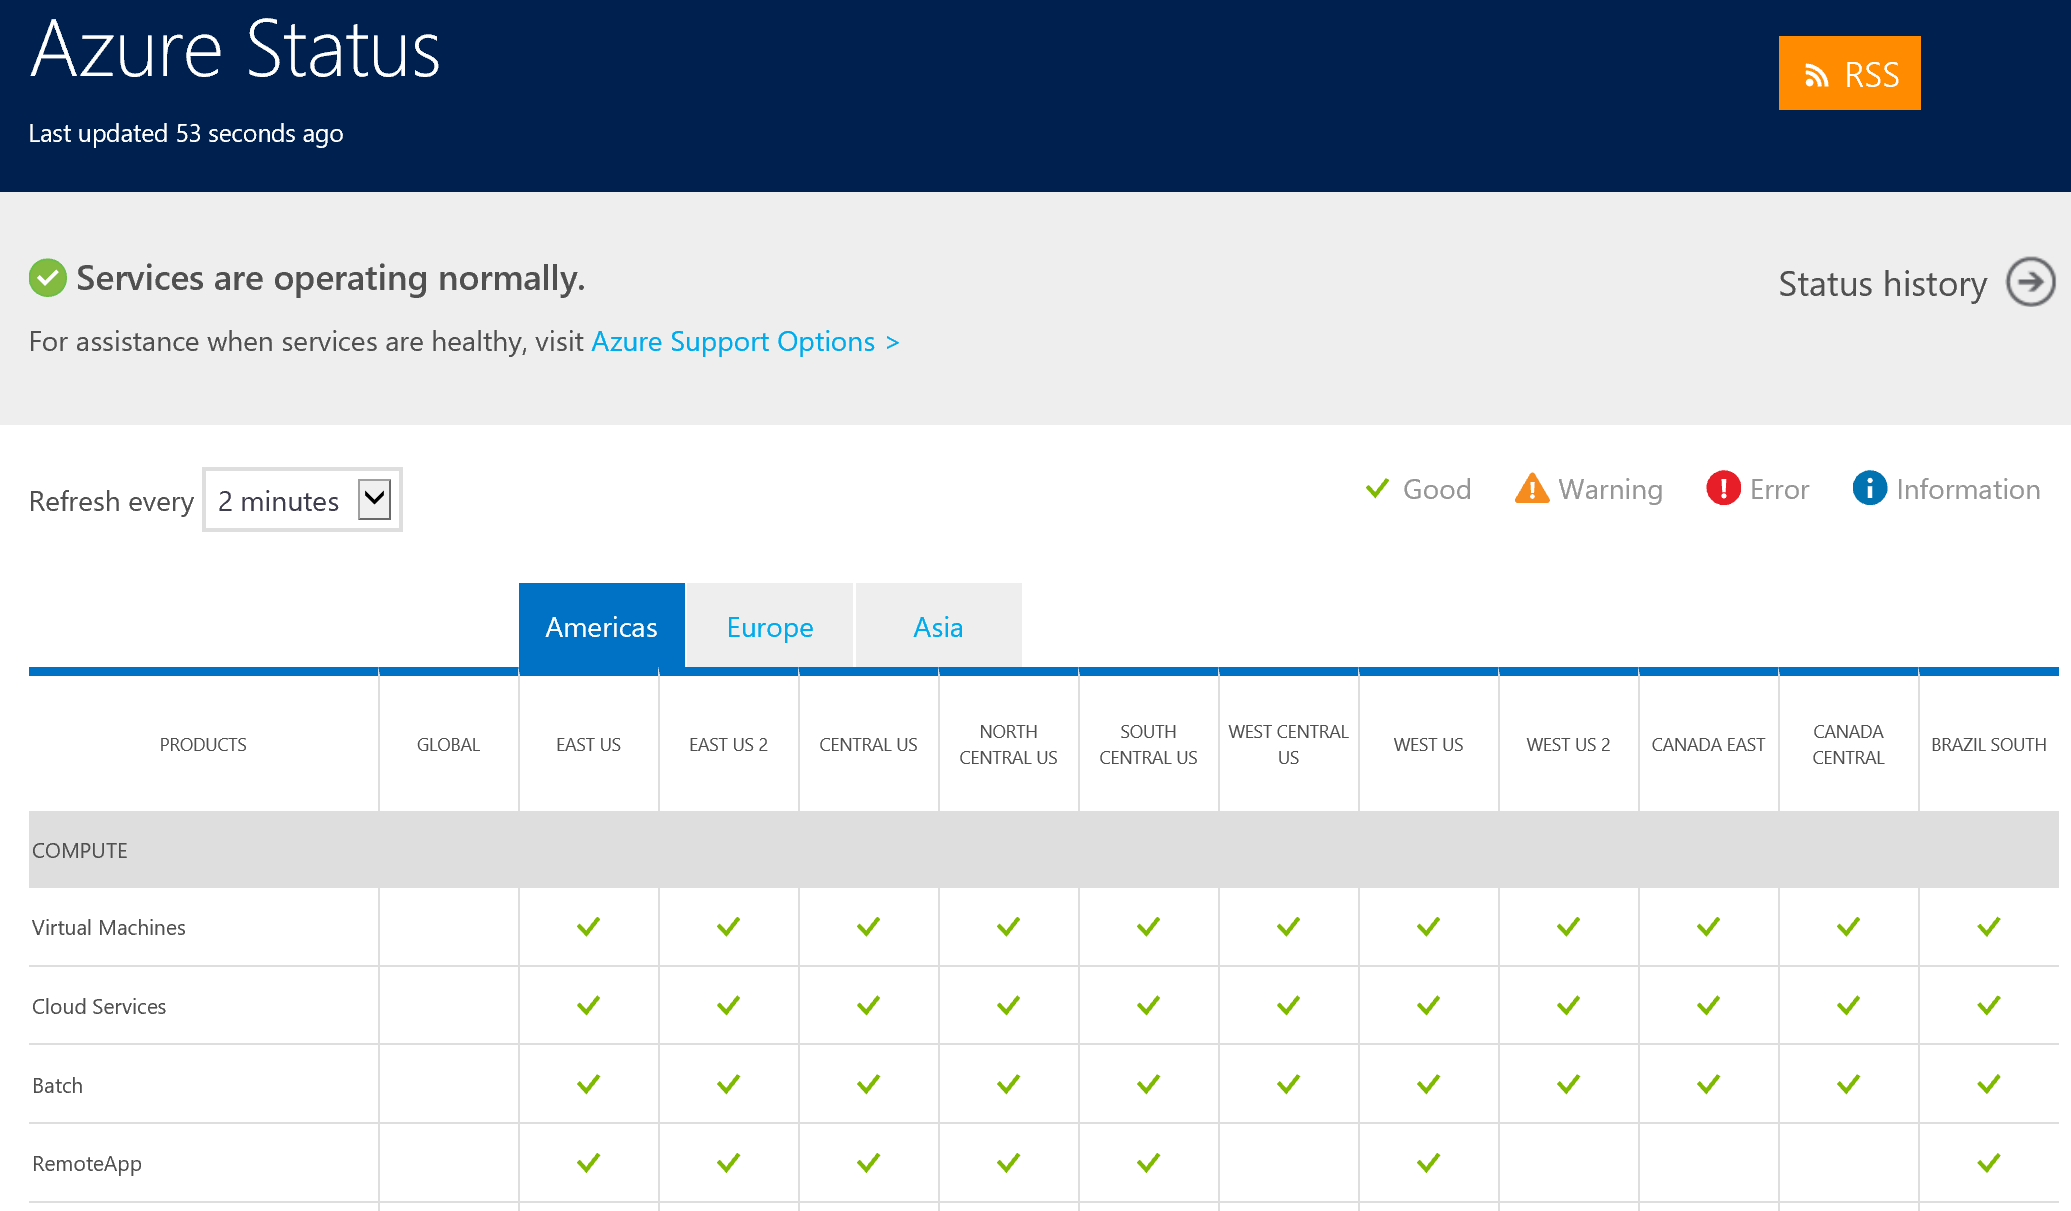 Azure Status
RSS
Last updated 53 seconds ago
Services are operating normally.
Status history
For assistance when services are healthy, visit Azure Support Options >
Refresh every 2 minutes
Good Warning Error Information
Americas Europe Asia
PRODUCTS GLOBAL EAST US EAST US 2 CENTRAL US NORTH CENTRAL US SOUTH CENTRAL US WEST CENTRAL US WEST US WEST US 2 CANADA EAST CANADA CENTRAL BRAZIL SOUTH
COMPUTE
Virtual Machines
Cloud Services
Batch
RemoteApp